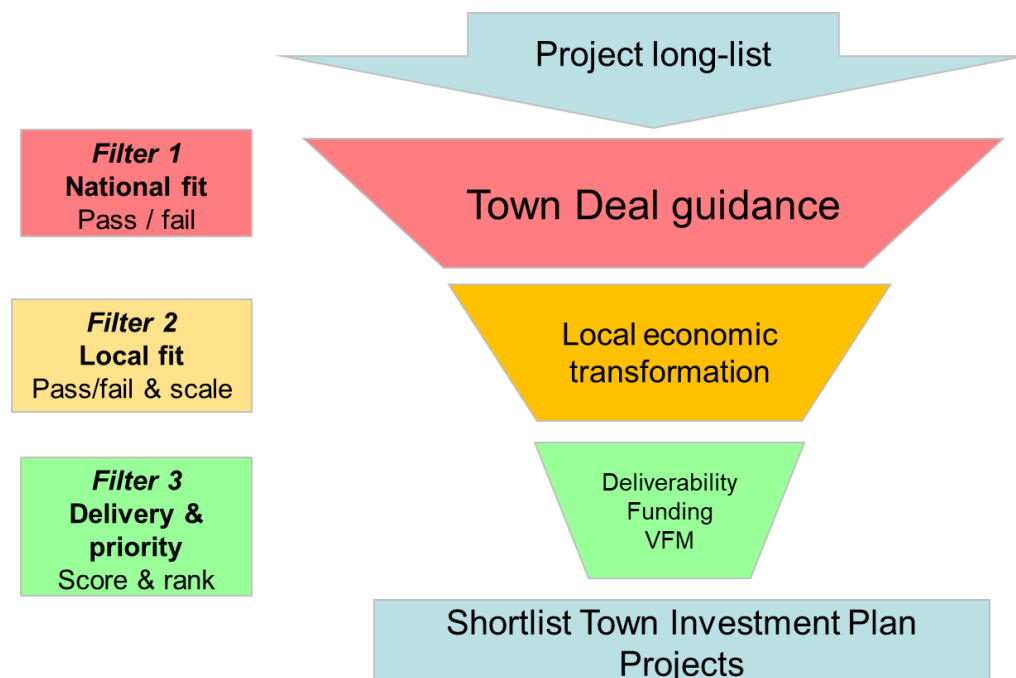 Project long-list
Filter 1
National fit
Pass / fail
Town Deal guidance
Filter 2
Local fit
Pass/fail & scale
Local economic
transformation
Filter 3
Delivery &
priority
Score & rank
Deliverability
Funding
VFM
Shortlist Town Investment Plan
Projects